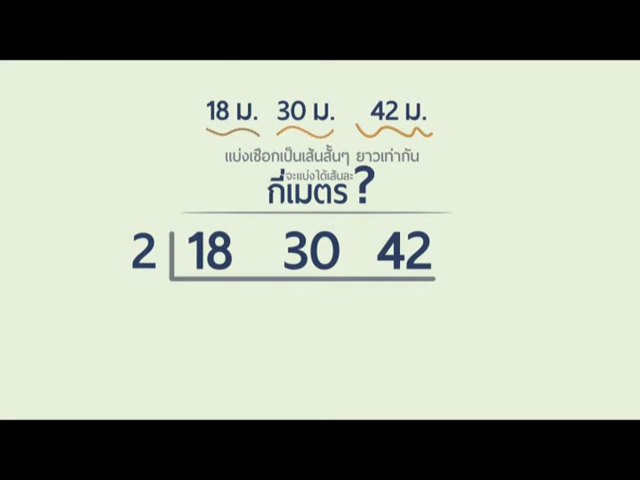 18 ม. 30 ม. 42 ม.
แบ่งเชือกเป็นเส้นสั้นๆ ยาวเท่ากัน
จะแบ่งได้เส้นละ
กี่เมตร ?
2 18 30 42